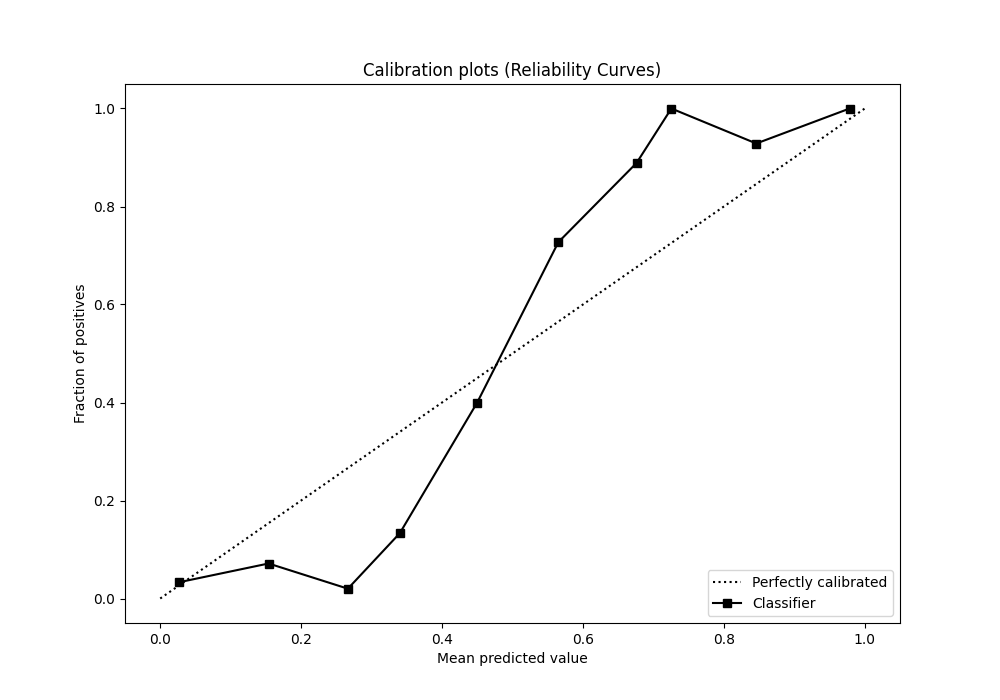 Calibration plots (Reliability Curves)
Fraction of positives
1.0
0.8
0.6
0.4
0.2
0.0
0.0 0.2 0.4 0.6 0.8 1.0
Mean predicted value
Perfectly calibrated
Classifier